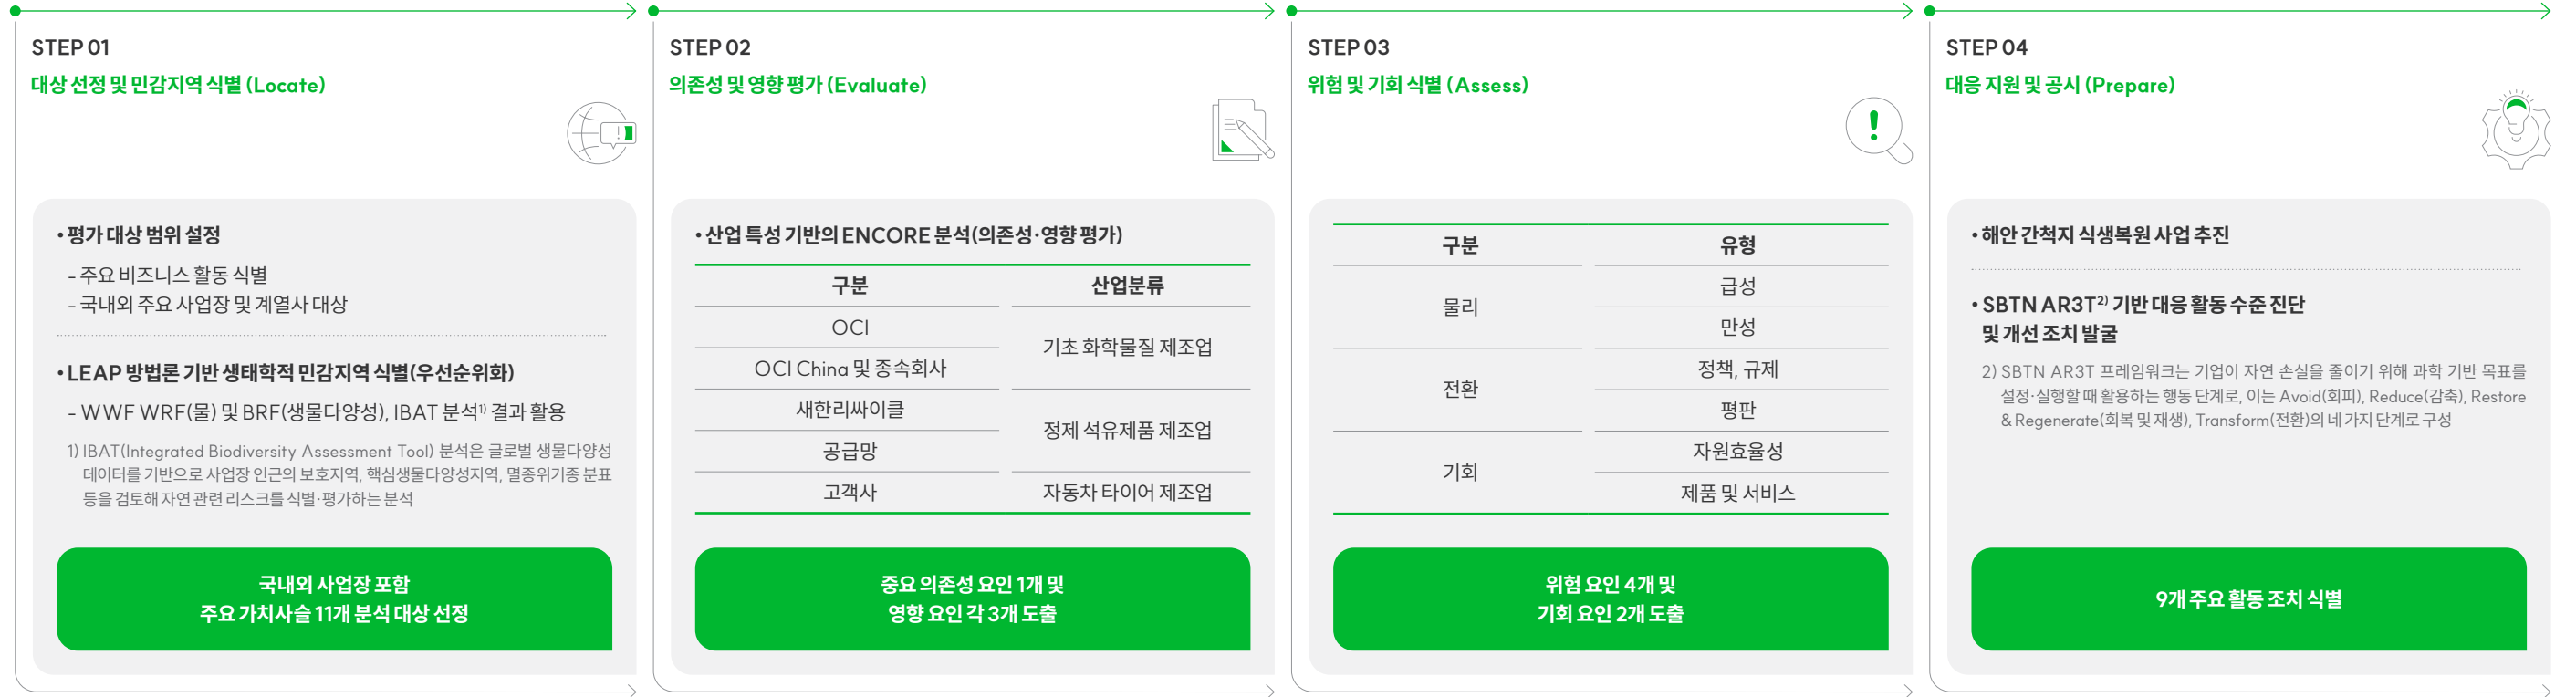 STEP 01
대상 선정 및 민감지역 식별 (Locate)
• 평가 대상 범위 설정
- 주요 비즈니스 활동 식별
- 국내외 주요 사업장 및 계열사 대상
• LEAP 방법론 기반 생태학적 민감지역 식별(우선순위화)
- WWF WRF(물) 및 BRF(생물다양성), IBAT 분석1) 결과 활용
1) IBAT(Integrated Biodiversity Assessment Tool) 분석은 글로벌 생물다양성
데이터를 기반으로 사업장 인근의 보호지역, 핵심생물다양성지역, 멸종위기종 분포
등을 검토해 자연 관련 리스크를 식별·평가하는 분석
국내외 사업장 포함
주요 가치사슬 11개 분석 대상 선정
STEP 02
의존성 및 영향 평가 (Evaluate)
• 산업 특성 기반의 ENCORE 분석(의존성·영향 평가)
구분 산업분류
OCI
기초 화학물질 제조업
OCI China 및 종속회사
새한리싸이클
정제 석유제품 제조업
공급망
고객사 자동차 타이어 제조업
중요 의존성 요인 1개 및
영향 요인 각 3개 도출
STEP 03
위험 및 기회 식별 (Assess)
구분 유형
급성
물리
만성
정책, 규제
전환
평판
자원효율성
기회
제품 및 서비스
위험 요인 4개 및
기회 요인 2개 도출
STEP 04
대응 지원 및 공시 (Prepare)
• 해안 간척지 식생복원 사업 추진
• SBTN AR3T2) 기반 대응 활동 수준 진단
및 개선 조치 발굴
2) SBTN AR3T 프레임워크는 기업이 자연 손실을 줄이기 위해 과학 기반 목표를
설정·실행할 때 활용하는 행동 단계로, 이는 Avoid(회피), Reduce(감축), Restore
& Regenerate(회복 및 재생), Transform(전환)의 네 가지 단계로 구성
9개 주요 활동 조치 식별